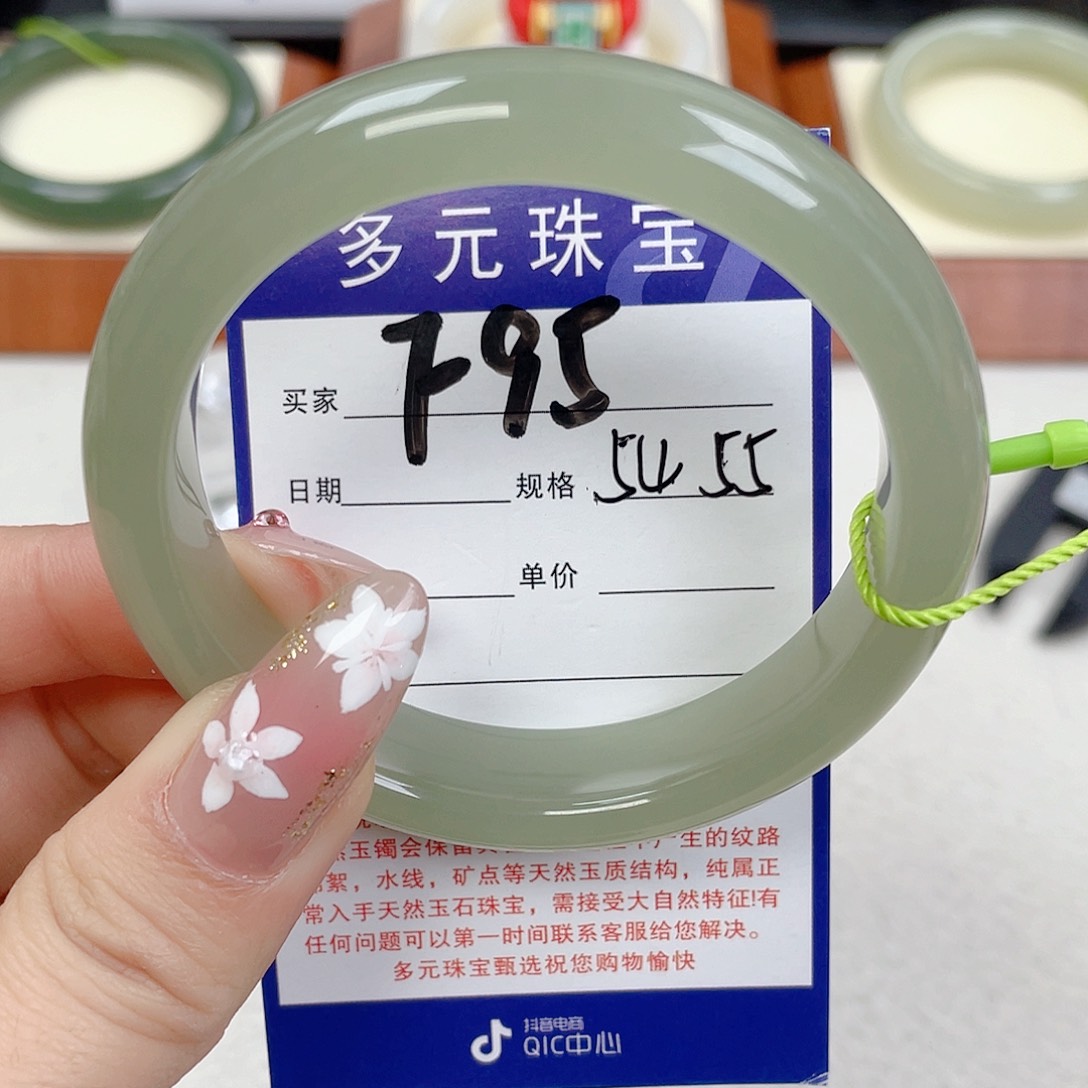 多元珠宝
F95
买家
日期 规格 54 55
单价
玉镯会保留 产生的纹路
絮，水线，矿点等天然玉质结构，纯属正
常入手天然玉石珠宝，需接受大自然特征!有
任何问题可以第一时间联系客服给您解决。
多元珠宝甄选祝您购物愉快
抖音电商
QIC中心